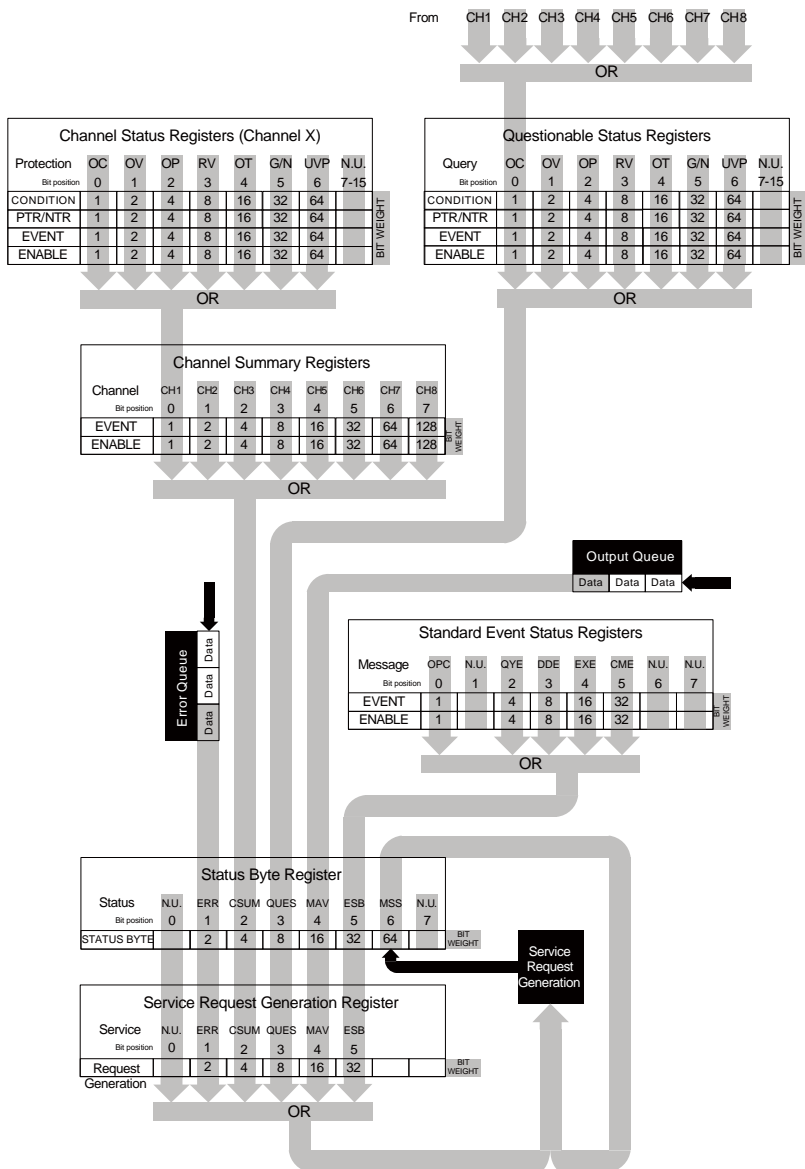 From CH1 CH2 CH3 CH4 CH5 CH6 CH7 CH8
OR
Channel Status Registers (Channel X)
Protection OC OV OP RV OT G/N UVP N.U.
Bit position 0 1 2 3 4 5 6 7-15
CONDITION 1 2 4 8 16 32 64
PTR/NTR 1 2 4 8 16 32 64
EVENT 1 2 4 8 16 32 64
ENABLE 1 2 4 8 16 32 64
BIT WEIGHT
OR
Questionable Status Registers
Query OC OV OP RV OT G/N UVP N.U.
Bit position 0 1 2 3 4 5 6 7-15
CONDITION 1 2 4 8 16 32 64
PTR/NTR 1 2 4 8 16 32 64
EVENT 1 2 4 8 16 32 64
ENABLE 1 2 4 8 16 32 64
BIT WEIGHT
OR
Channel Summary Registers
Channel CH1 CH2 CH3 CH4 CH5 CH6 CH7 CH8
Bit position 0 1 2 3 4 5 6 7
EVENT 1 2 4 8 16 32 64 128
ENABLE 1 2 4 8 16 32 64 128
BIT
WEIGHT
OR
Output Queue
Data Data Data
Error Queue
Data Data Data
Standard Event Status Registers
Message OPC N.U. QYE DDE EXE CME N.U. N.U.
Bit position 0 1 2 3 4 5 6 7
EVENT 1 4 8 16 32
ENABLE 1 4 8 16 32
BIT
WEIGHT
OR
Status Byte Register
Status N.U. ERR CSUM QUES MAV ESB MSS N.U.
Bit position 0 1 2 3 4 5 6 7
STATUS BYTE 2 4 8 16 32 64
BIT
WEIGHT
Service
Request
Generation
Service Request Generation Register
Service N.U. ERR CSUM QUES MAV ESB
Bit position 0 1 2 3 4 5
Request 2 4 8 16 32
Generation
BIT
WEIGHT
OR